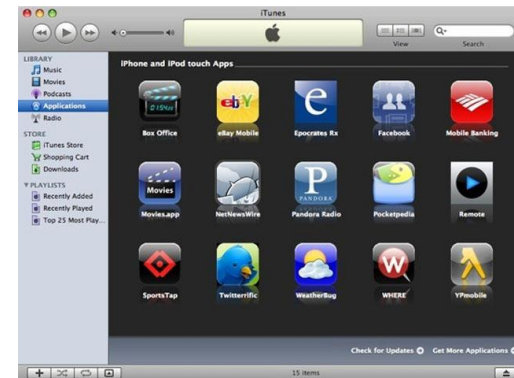 iTunes
View
Search
LIBRARY
Music
Movies
Podcasts
Applications
Radio
STORE
iTunes Store
Shopping Cart
Downloads
PLAYLISTS
Recently Added
Recently Played
Top 25 Most Play...
iPhone and iPod touch Apps
Box Office
eBay Mobile
Epocrates Rx
Facebook
Mobile Banking
Movies
PANDORA
Movies.app
NetNewsWire
Pandora Radio
Pocketpedia
Remote
SportsTap
Twitterrific
WeatherBug
WHERE
YPmobile
Check for Updates
Get More Applications
15 items